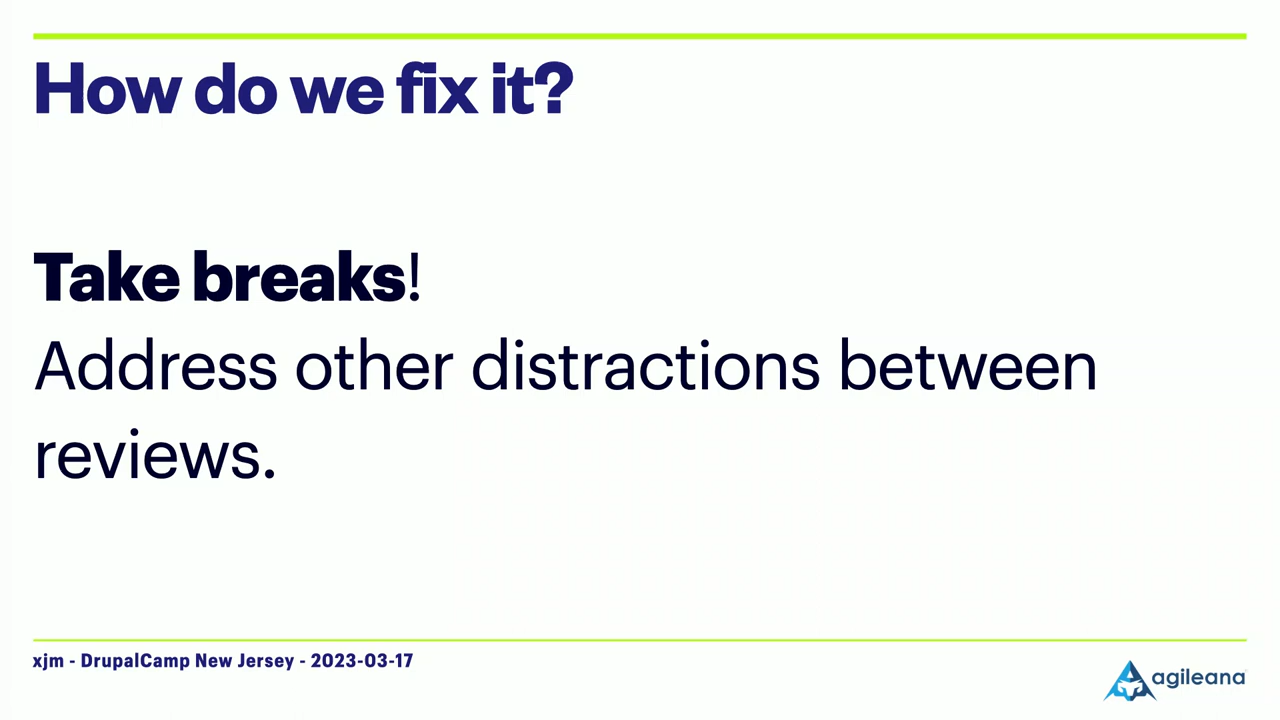 How do we fix it?
Take breaks!
Address other distractions between
reviews.
xjm - DrupalCamp New Jersey - 2023-03-17
agileana